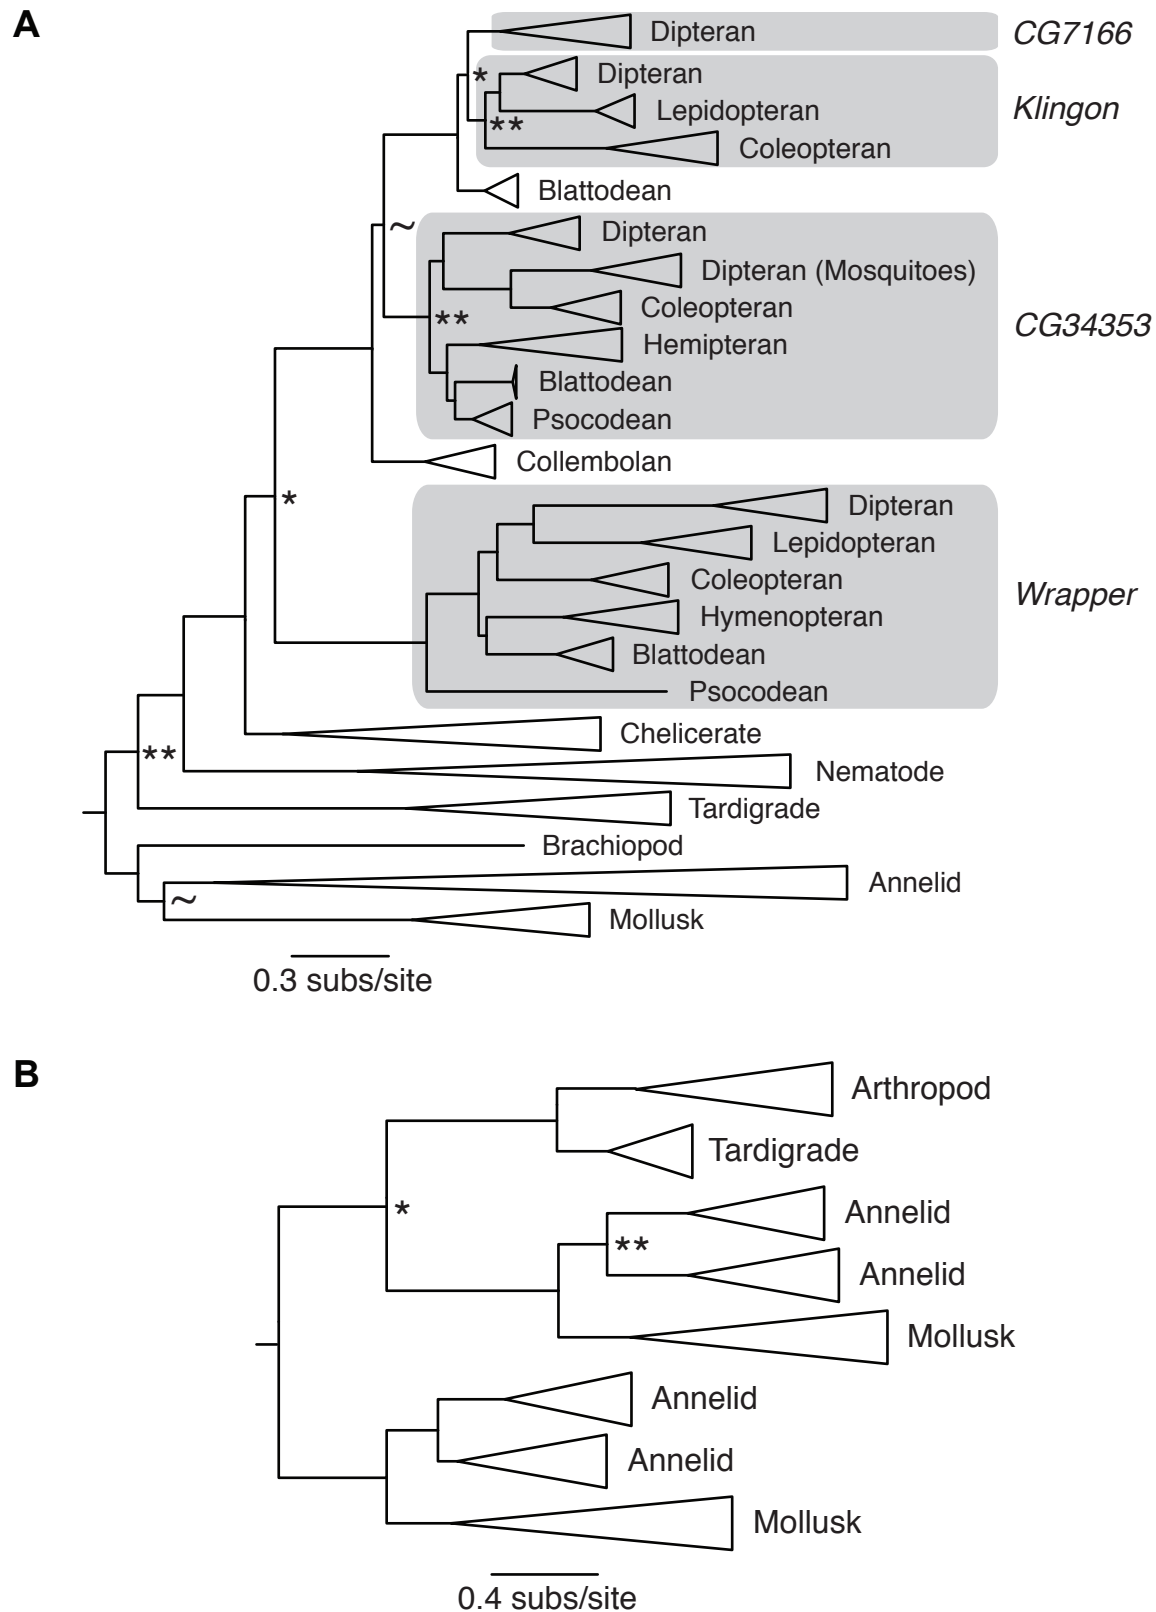 A
Dipteran
CG7166
*
Dipteran
Lepidopteran
Klingon
**
Coleopteran
Blattodean
~
Dipteran
Dipteran (Mosquitoes)
Coleopteran
**
CG34353
Hemipteran
Blattodean
Psocodean
Collembolan
*
Dipteran
Lepidopteran
Coleopteran
Wrapper
Hymenopteran
Blattodean
Psocodean
Chelicerate
**
Nematode
Tardigrade
Brachiopod
Annelid
~
Mollusk
0.3 subs/site
B
Arthropod
Tardigrade
*
Annelid
**
Annelid
Mollusk
Annelid
Annelid
Mollusk
0.4 subs/site